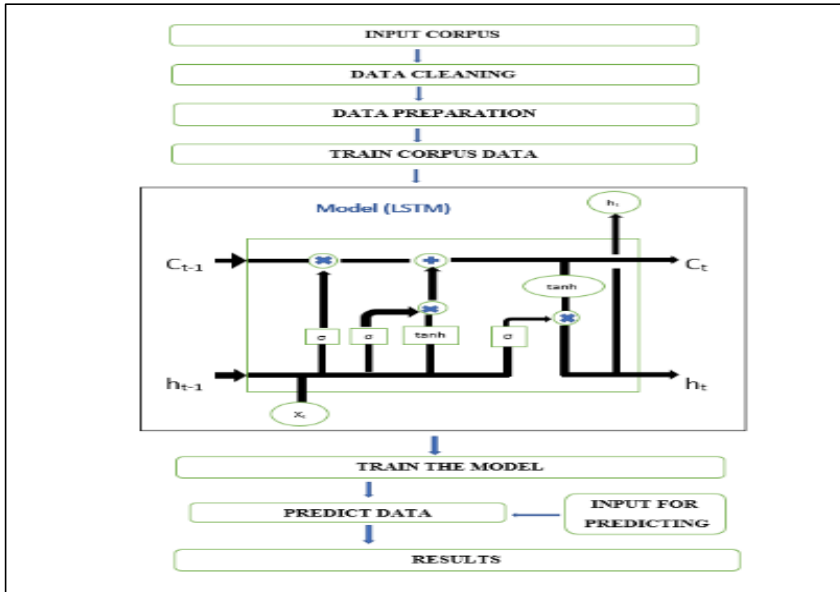 INPUT CORPUS
DATA CLEANING
DATA PREPARATION
TRAIN CORPUS DATA
Model (LSTM)
hₜ
Cₜ₋₁
Cₜ
tanh
σ
σ
tanh
σ
hₜ₋₁
hₜ
xₜ
TRAIN THE MODEL
PREDICT DATA
INPUT FOR
PREDICTING
RESULTS